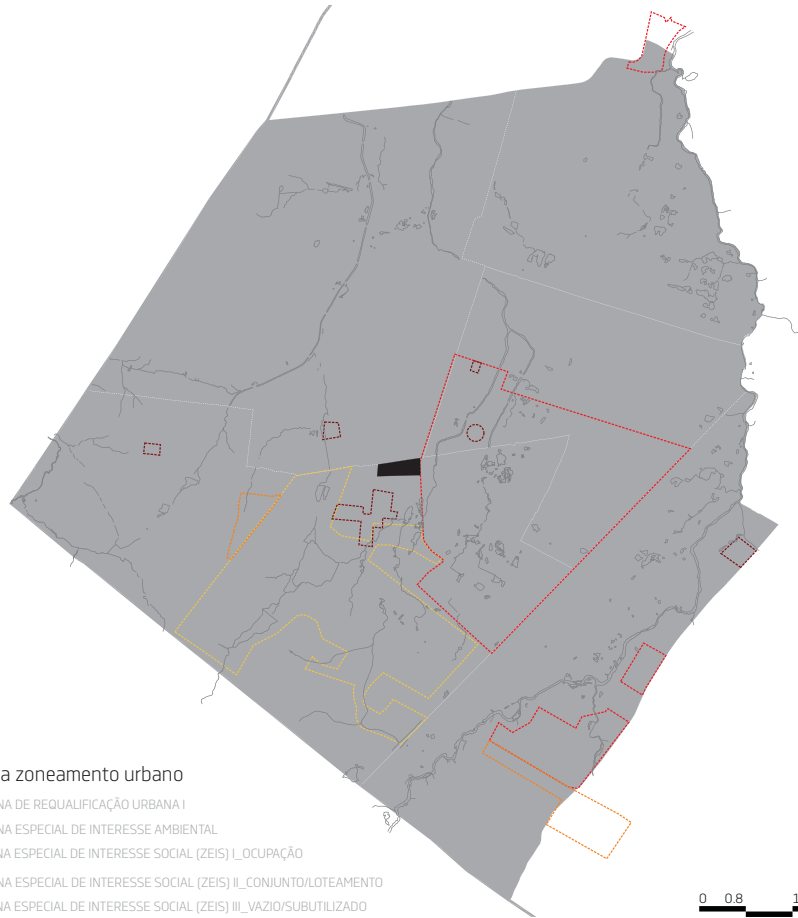 a zoneamento urbano
NA DE REQUALIFICAÇÃO URBANA I
NA ESPECIAL DE INTERESSE AMBIENTAL
NA ESPECIAL DE INTERESSE SOCIAL (ZEIS) I_OCUPAÇÃO
NA ESPECIAL DE INTERESSE SOCIAL (ZEIS) II_CONJUNTO/LOTEAMENTO
NA ESPECIAL DE INTERESSE SOCIAL (ZEIS) III_VAZIO/SUBUTILIZADO
0 0.8 1